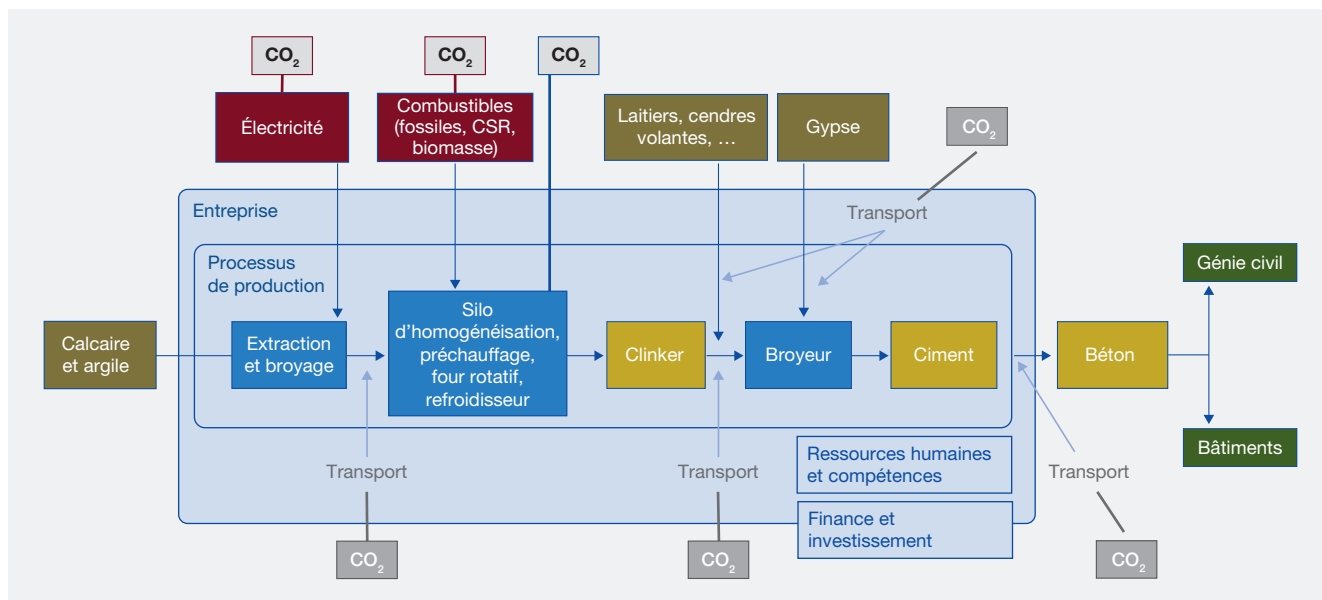 CO₂
CO₂
CO₂
Électricité
Combustibles
(fossiles, CSR,
biomasse)
Laitiers, cendres
volantes, …
Gypse
CO₂
Entreprise
Transport
Processus
de production
Génie civil
Calcaire
et argile
Extraction
et broyage
Silo
d’homogénéisation,
préchauffage,
four rotatif,
refroidisseur
Clinker
Broyeur
Ciment
Béton
Bâtiments
Transport
Transport
Ressources humaines
et compétences
Transport
Finance et
investissement
CO₂
CO₂
CO₂